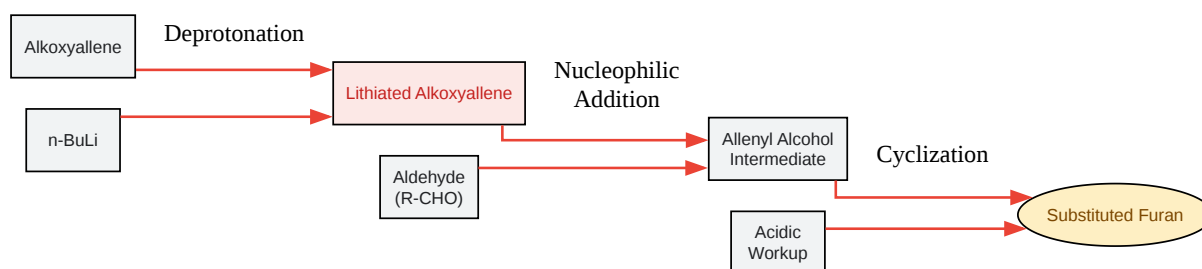 Alkoxyallene
Deprotonation
n-BuLi
Lithiated Alkoxyallene
Nucleophilic
Addition
Aldehyde
(R-CHO)
Allenyl Alcohol
Intermediate
Cyclization
Acidic
Workup
Substituted Furan